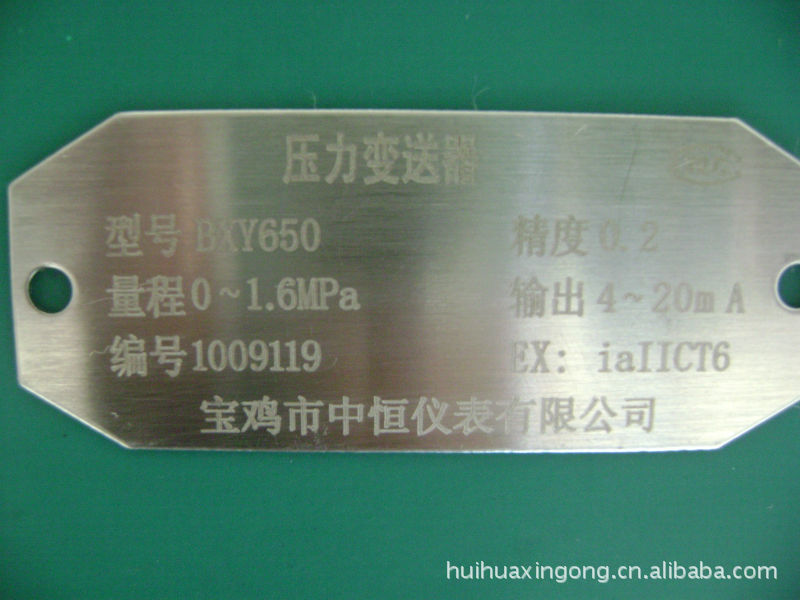 压力变送器
型号 BXY650 精度 0.2
量程 0~1.6MPa 输出 4~20mA
编号 1009119 EX: iaIICT6
宝鸡市中恒仪表有限公司
huihuaxingong.cn.alibaba.com